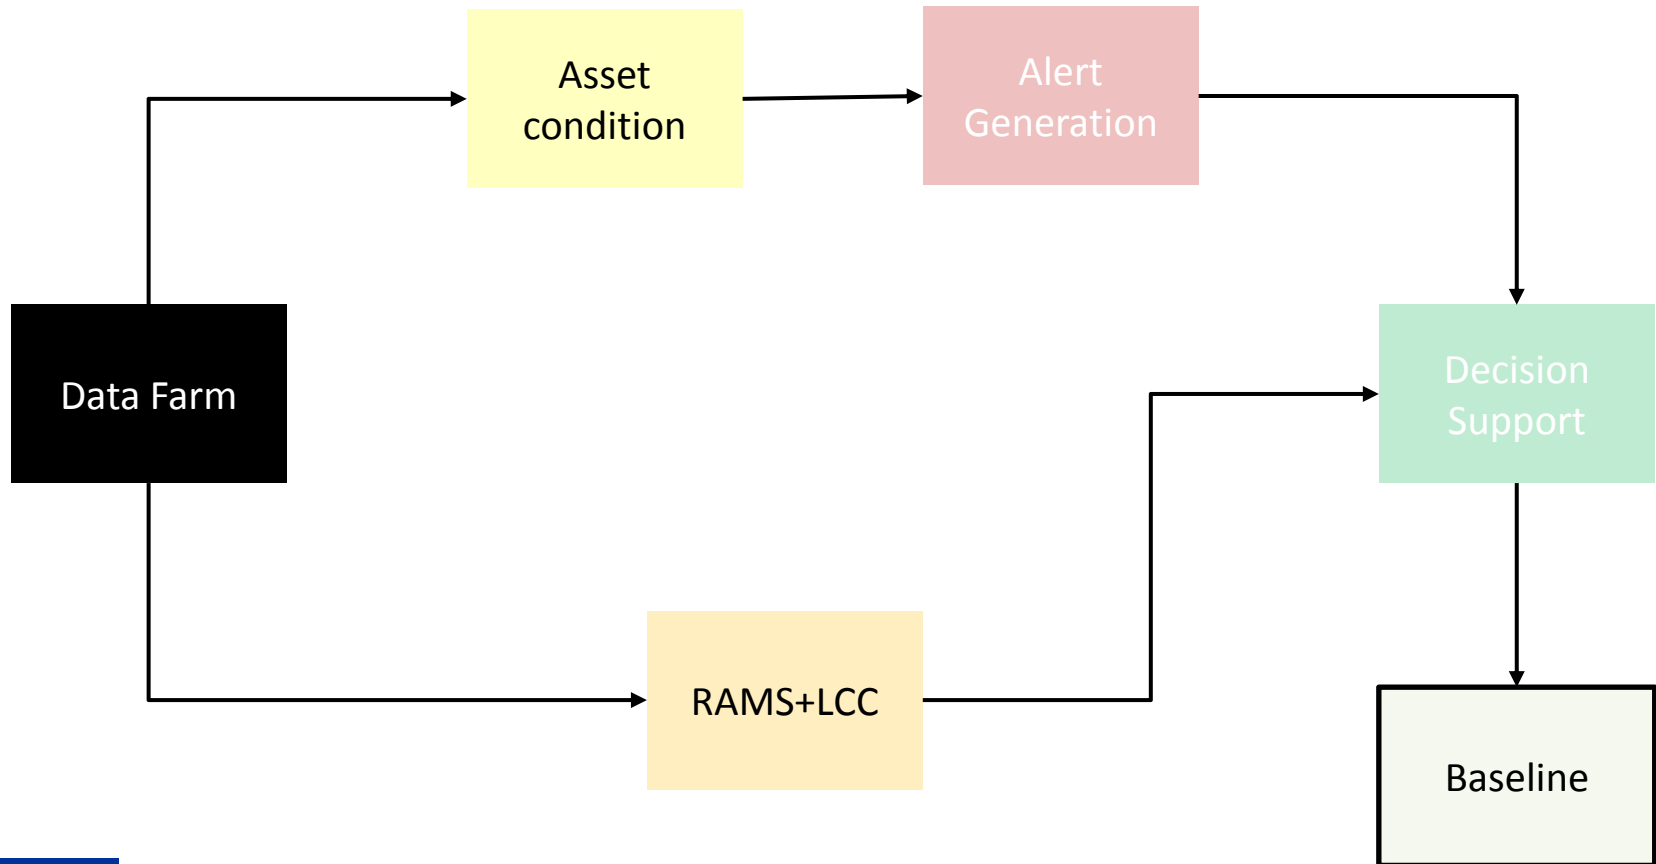 Asset
condition
Alert
Generation
Data Farm
Decision
Support
RAMS+LCC
Baseline